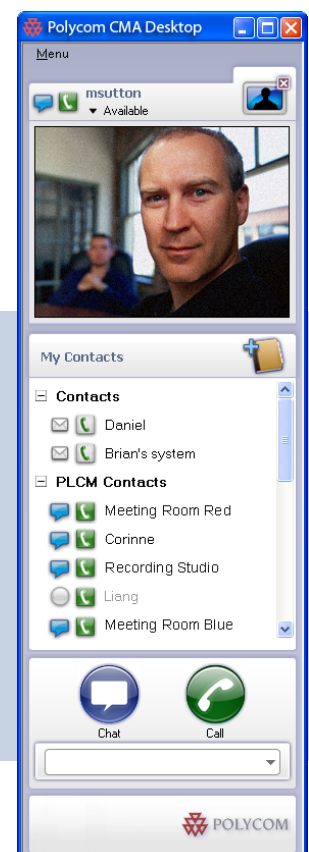 Polycom CMA Desktop
Menu
msutton
Available
My Contacts
Contacts
Daniel
Brian's system
PLCM Contacts
Meeting Room Red
Corinne
Recording Studio
Liang
Meeting Room Blue
Chat Call
POLYCOM